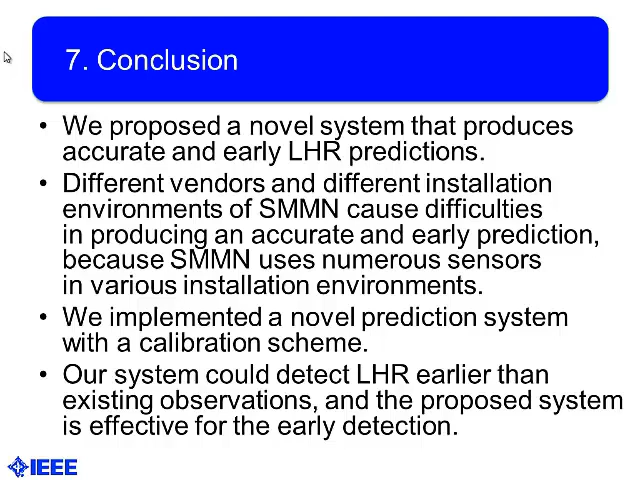 7. Conclusion
• We proposed a novel system that produces
accurate and early LHR predictions.
• Different vendors and different installation
environments of SMMN cause difficulties
in producing an accurate and early prediction,
because SMMN uses numerous sensors
in various installation environments.
• We implemented a novel prediction system
with a calibration scheme.
• Our system could detect LHR earlier than
existing observations, and the proposed system
is effective for the early detection.
IEEE